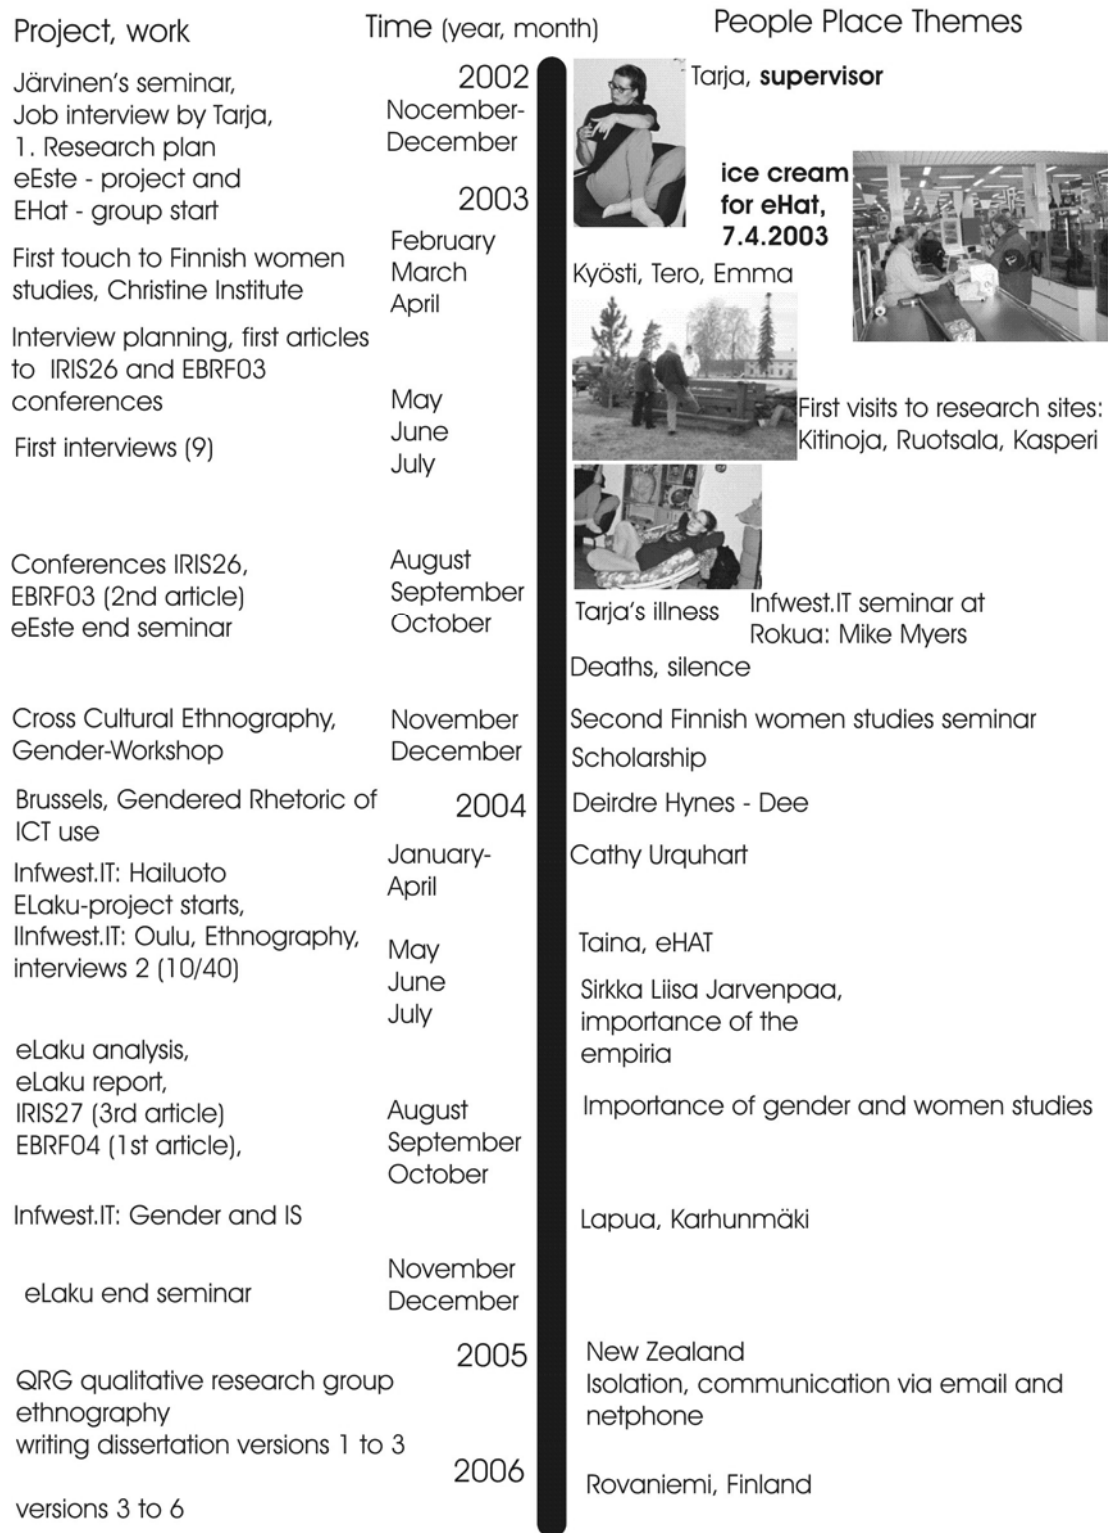 Project, work
Time (year, month)
People Place Themes
Järvinen's seminar,
Job interview by Tarja,
1. Research plan
eEste - project and
EHat - group start
First touch to Finnish women
studies, Christine Institute
Interview planning, first articles
to IRIS26 and EBRF03
conferences
First interviews (9)
Conferences IRIS26,
EBRF03 (2nd article)
eEste end seminar
Cross Cultural Ethnography,
Gender-Workshop
Brussels, Gendered Rhetoric of
ICT use
Infwest.IT: Hailuoto
ELaku-project starts,
IInfwest.IT: Oulu, Ethnography,
interviews 2 (10/40)
eLaku analysis,
eLaku report,
IRIS27 (3rd article)
EBRF04 (1st article),
Infwest.IT: Gender and IS
eLaku end seminar
QRG qualitative research group
ethnography
writing dissertation versions 1 to 3
versions 3 to 6
2002
Nocember-
December
2003
February
March
April
May
June
July
August
September
October
November
December
2004
January-
April
May
June
July
August
September
October
November
December
2005
2006
Tarja, supervisor
ice cream
for eHat,
7.4.2003
Kyösti, Tero, Emma
First visits to research sites:
Kitinoja, Ruotsala, Kasperi
Tarja's illness
Infwest.IT seminar at
Rokua: Mike Myers
Deaths, silence
Second Finnish women studies seminar
Scholarship
Deirdre Hynes - Dee
Cathy Urquhart
Taina, eHAT
Sirkka Liisa Jarvenpaa,
importance of the
empiria
Importance of gender and women studies
Lapua, Karhunmäki
New Zealand
Isolation, communication via email and
netphone
Rovaniemi, Finland